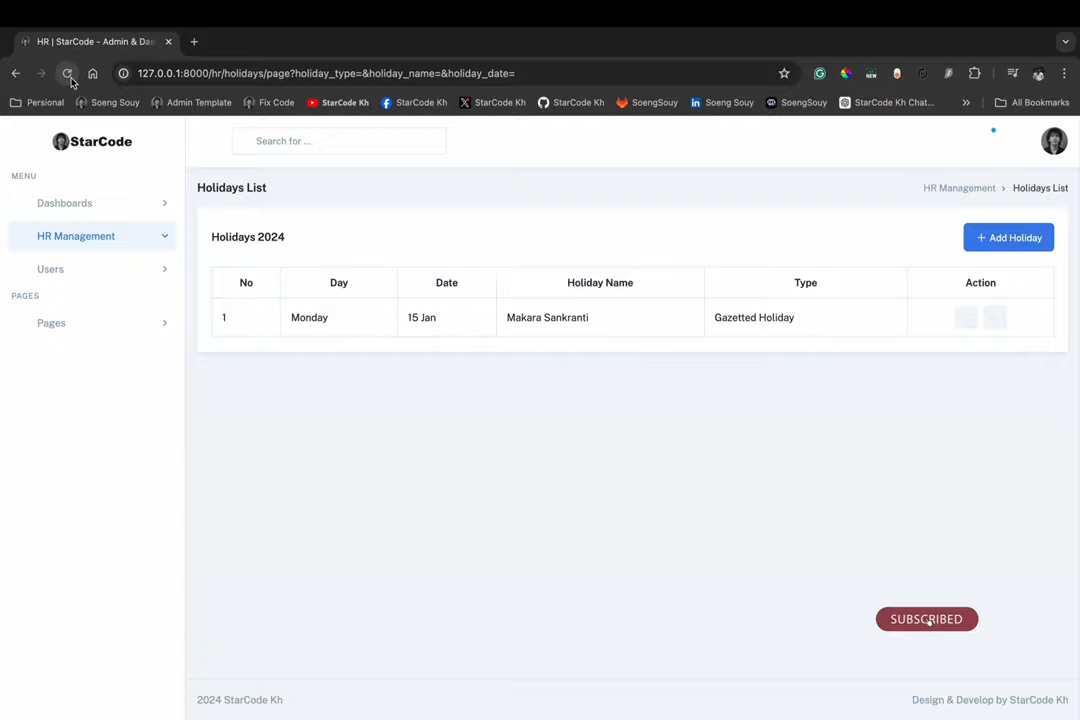 HR | StarCode - Admin & Das
127.0.0.1:8000/hr/holidays/page?holiday_type=&holiday_name=&holiday_date=
Personal
Soeng Souy
Admin Template
Fix Code
StarCode Kh
StarCode Kh
StarCode Kh
StarCode Kh
SoengSouy
Soeng Souy
SoengSouy
StarCode Kh Chat...
All Bookmarks
StarCode
Search for ...
MENU
Dashboards
HR Management
Users
PAGES
Pages
Holidays List
HR Management
Holidays List
Holidays 2024
+ Add Holiday
No Day Date Holiday Name Type Action
1 Monday 15 Jan Makara Sankranti Gazetted Holiday
SUBSCRIBED
2024 StarCode Kh
Design & Develop by StarCode Kh